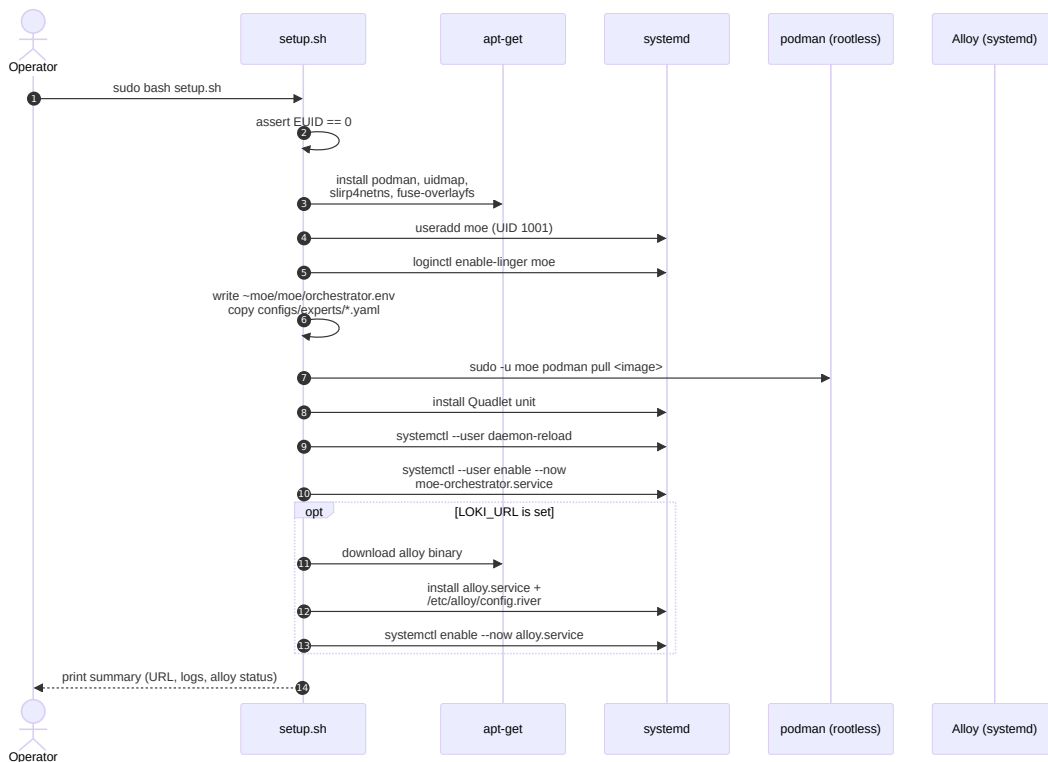 Operator
setup.sh
apt-get
systemd
podman (rootless)
Alloy (systemd)
1
sudo bash setup.sh
assert EUID == 0
2
install podman, uidmap,
slirp4netns, fuse-overlayfs
3
useradd moe (UID 1001)
4
loginctl enable-linger moe
5
write ~moe/moe/orchestrator.env
copy configs/experts/*.yaml
6
sudo -u moe podman pull <image>
7
install Quadlet unit
8
systemctl --user daemon-reload
9
systemctl --user enable --now
moe-orchestrator.service
10
opt
[LOKI_URL is set]
download alloy binary
11
install alloy.service +
/etc/alloy/config.river
12
systemctl enable --now alloy.service
13
print summary (URL, logs, alloy status)
14
Operator
setup.sh
apt-get
systemd
podman (rootless)
Alloy (systemd)